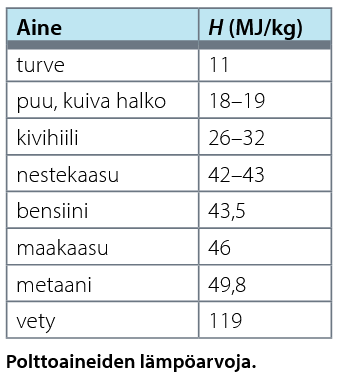 Aine H (MJ/kg)
turve 11
puu, kuiva halko 18–19
kivihiili 26–32
nestekaasu 42–43
bensiini 43,5
maakaasu 46
metaani 49,8
vety 119
Polttoaineiden lämpöarvoja.